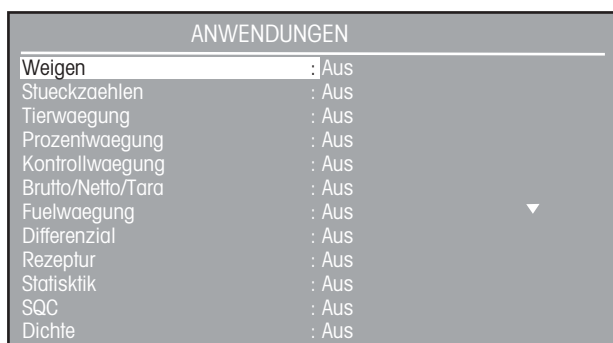 ANWENDUNGEN
Weigen : Aus
Stueckzaehlen : Aus
Tierwaegung : Aus
Prozentwaegung : Aus
Kontrollwaegung : Aus
Brutto/Netto/Tara : Aus
Fuelwaegung : Aus
Differenzial : Aus
Rezeptur : Aus
Statisktik : Aus
SQC : Aus
Dichte : Aus